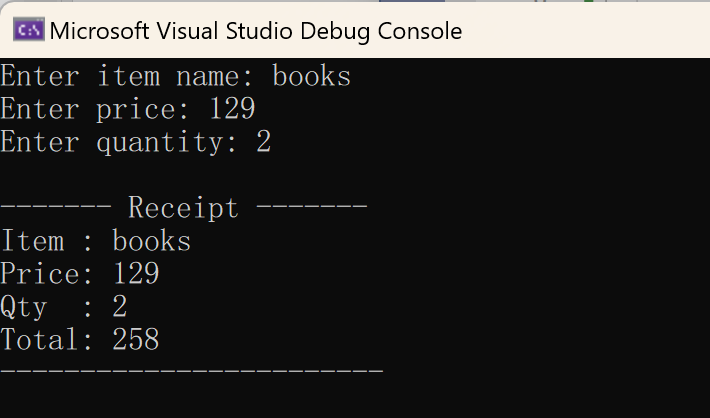 Microsoft Visual Studio Debug Console
Enter item name: books
Enter price: 129
Enter quantity: 2
------- Receipt -------
Item : books
Price: 129
Qty  : 2
Total: 258
------------------------